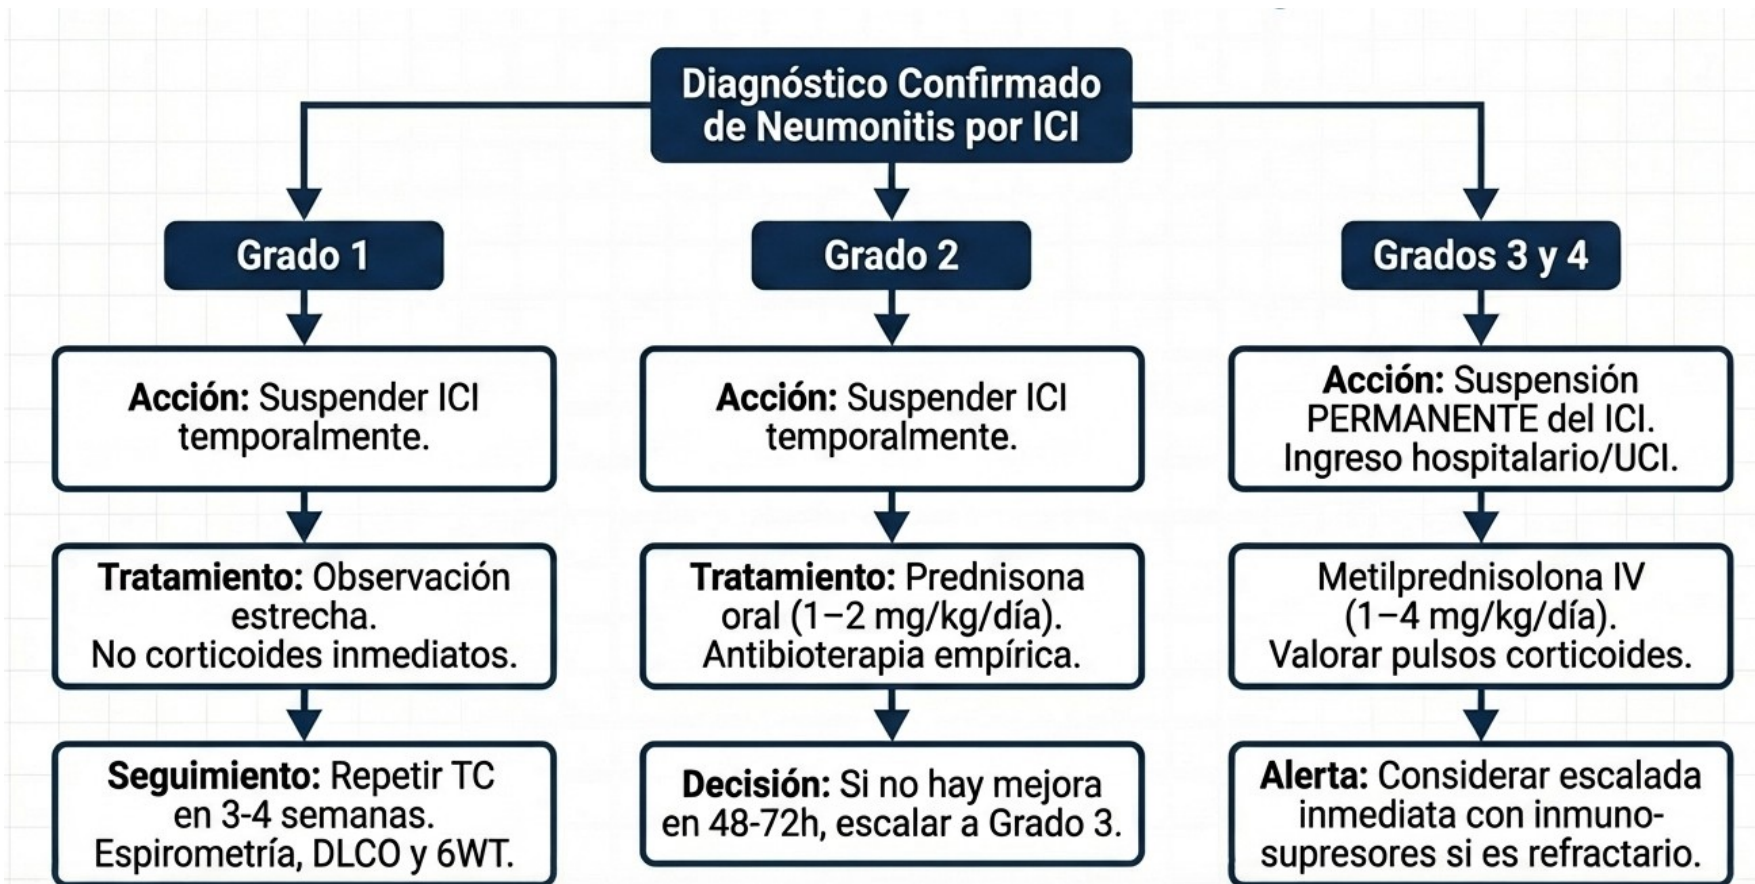 Diagnóstico Confirmado
de Neumonitis por ICI
Grado 1
Acción: Suspender ICI
temporalmente.
Tratamiento: Observación
estrecha.
No corticoides inmediatos.
Seguimiento: Repetir TC
en 3-4 semanas.
Espirometría, DLCO y 6WT.
Grado 2
Acción: Suspender ICI
temporalmente.
Tratamiento: Prednisona
oral (1–2 mg/kg/día).
Antibioterapia empírica.
Decisión: Si no hay mejora
en 48-72h, escalar a Grado 3.
Grados 3 y 4
Acción: Suspensión
PERMANENTE del ICI.
Ingreso hospitalario/UCI.
Metilprednisolona IV
(1–4 mg/kg/día).
Valorar pulsos corticoides.
Alerta: Considerar escalada
inmediata con inmuno-
supresores si es refractario.